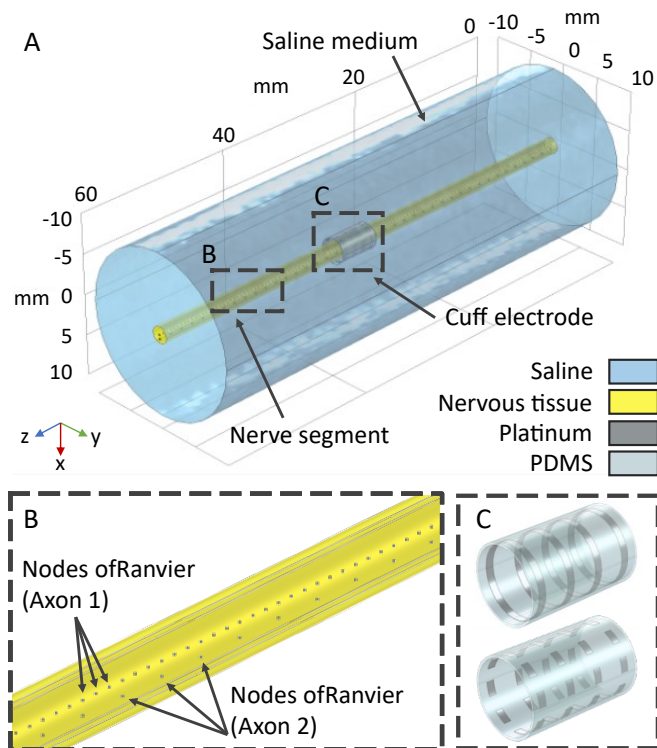 A
Saline medium
0
-10
-5
0
5
10
mm
20
mm
40
60
-10
-5
mm
0
5
10
C
B
Cuff electrode
Nerve segment
z
y
x
Saline
Nervous tissue
Platinum
PDMS
B
Nodes ofRanvier
(Axon 1)
Nodes ofRanvier
(Axon 2)
C